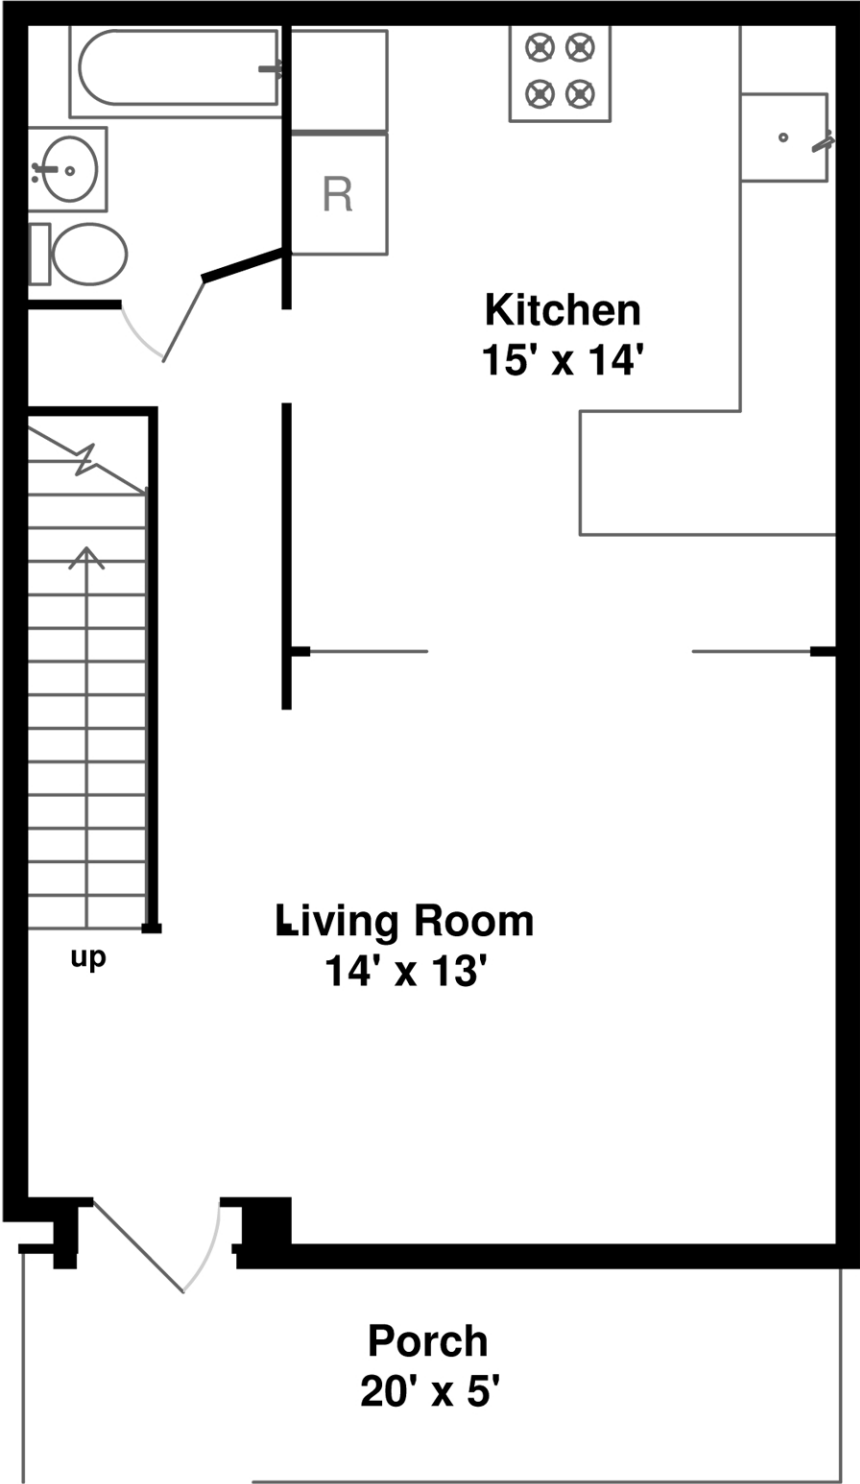 R
Kitchen
15' x 14'
Living Room
14' x 13'
up
Porch
20' x 5'